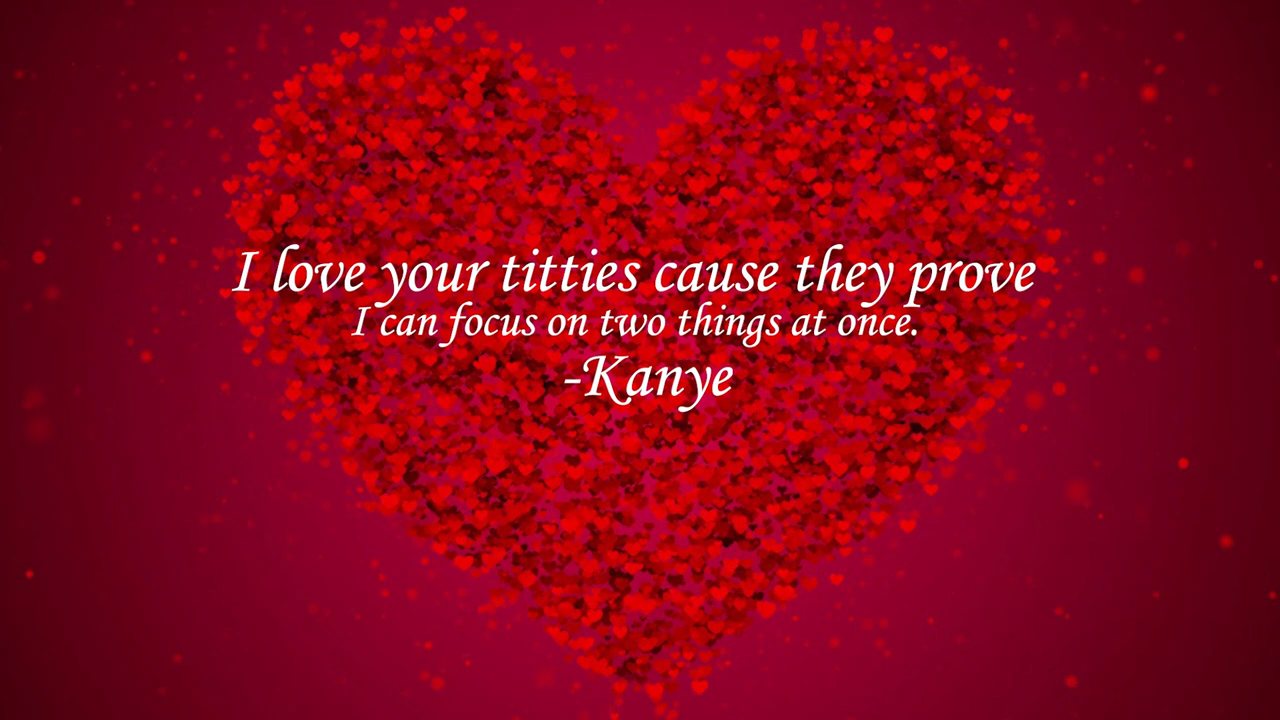 I love your titties cause they prove
I can focus on two things at once.
-Kanye